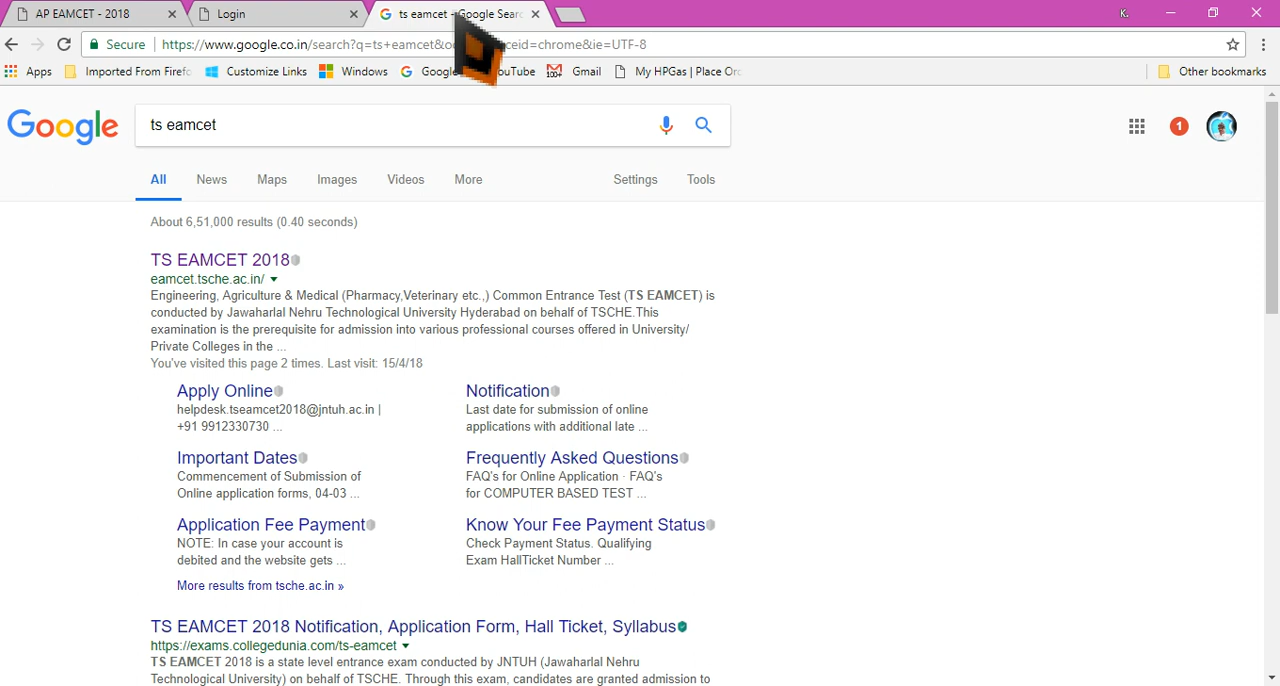 AP EAMCET - 2018
Login
ts eamcet - Google Searc
K.
Secure
https://www.google.co.in/search?q=ts+eamcet&o ceid=chrome&ie=UTF-8
Apps
Imported From Firefo
Customize Links
Windows
Googl
ouTube
Gmail
My HPGas | Place Orc
Other bookmarks
Google
ts eamcet
1
All
News
Maps
Images
Videos
More
Settings
Tools
About 6,51,000 results (0.40 seconds)
TS EAMCET 2018
eamcet.tsche.ac.in/
Engineering, Agriculture & Medical (Pharmacy,Veterinary etc.,) Common Entrance Test (TS EAMCET) is
conducted by Jawaharlal Nehru Technological University Hyderabad on behalf of TSCHE.This
examination is the prerequisite for admission into various professional courses offered in University/
Private Colleges in the ...
You've visited this page 2 times. Last visit: 15/4/18
Apply Online
helpdesk.tseamcet2018@jntuh.ac.in |
+91 9912330730 ...
Notification
Last date for submission of online
applications with additional late ...
Important Dates
Commencement of Submission of
Online application forms, 04-03 ...
Frequently Asked Questions
FAQ's for Online Application · FAQ's
for COMPUTER BASED TEST ...
Application Fee Payment
NOTE: In case your account is
debited and the website gets ...
Know Your Fee Payment Status
Check Payment Status. Qualifying
Exam HallTicket Number ...
More results from tsche.ac.in »
TS EAMCET 2018 Notification, Application Form, Hall Ticket, Syllabus
https://exams.collegedunia.com/ts-eamcet
TS EAMCET 2018 is a state level entrance exam conducted by JNTUH (Jawaharlal Nehru
Technological University) on behalf of TSCHE. Through this exam, candidates are granted admission to